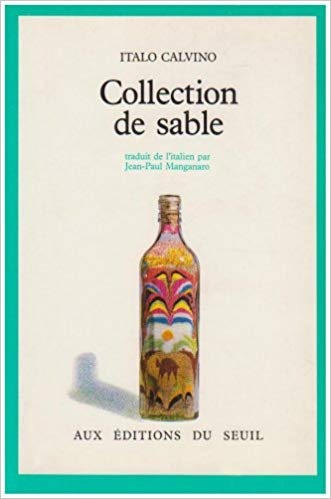 ITALO CALVINO
Collection
de sable
traduit de l'italien par
Jean-Paul Manganaro
AUX ÉDITIONS DU SEUIL